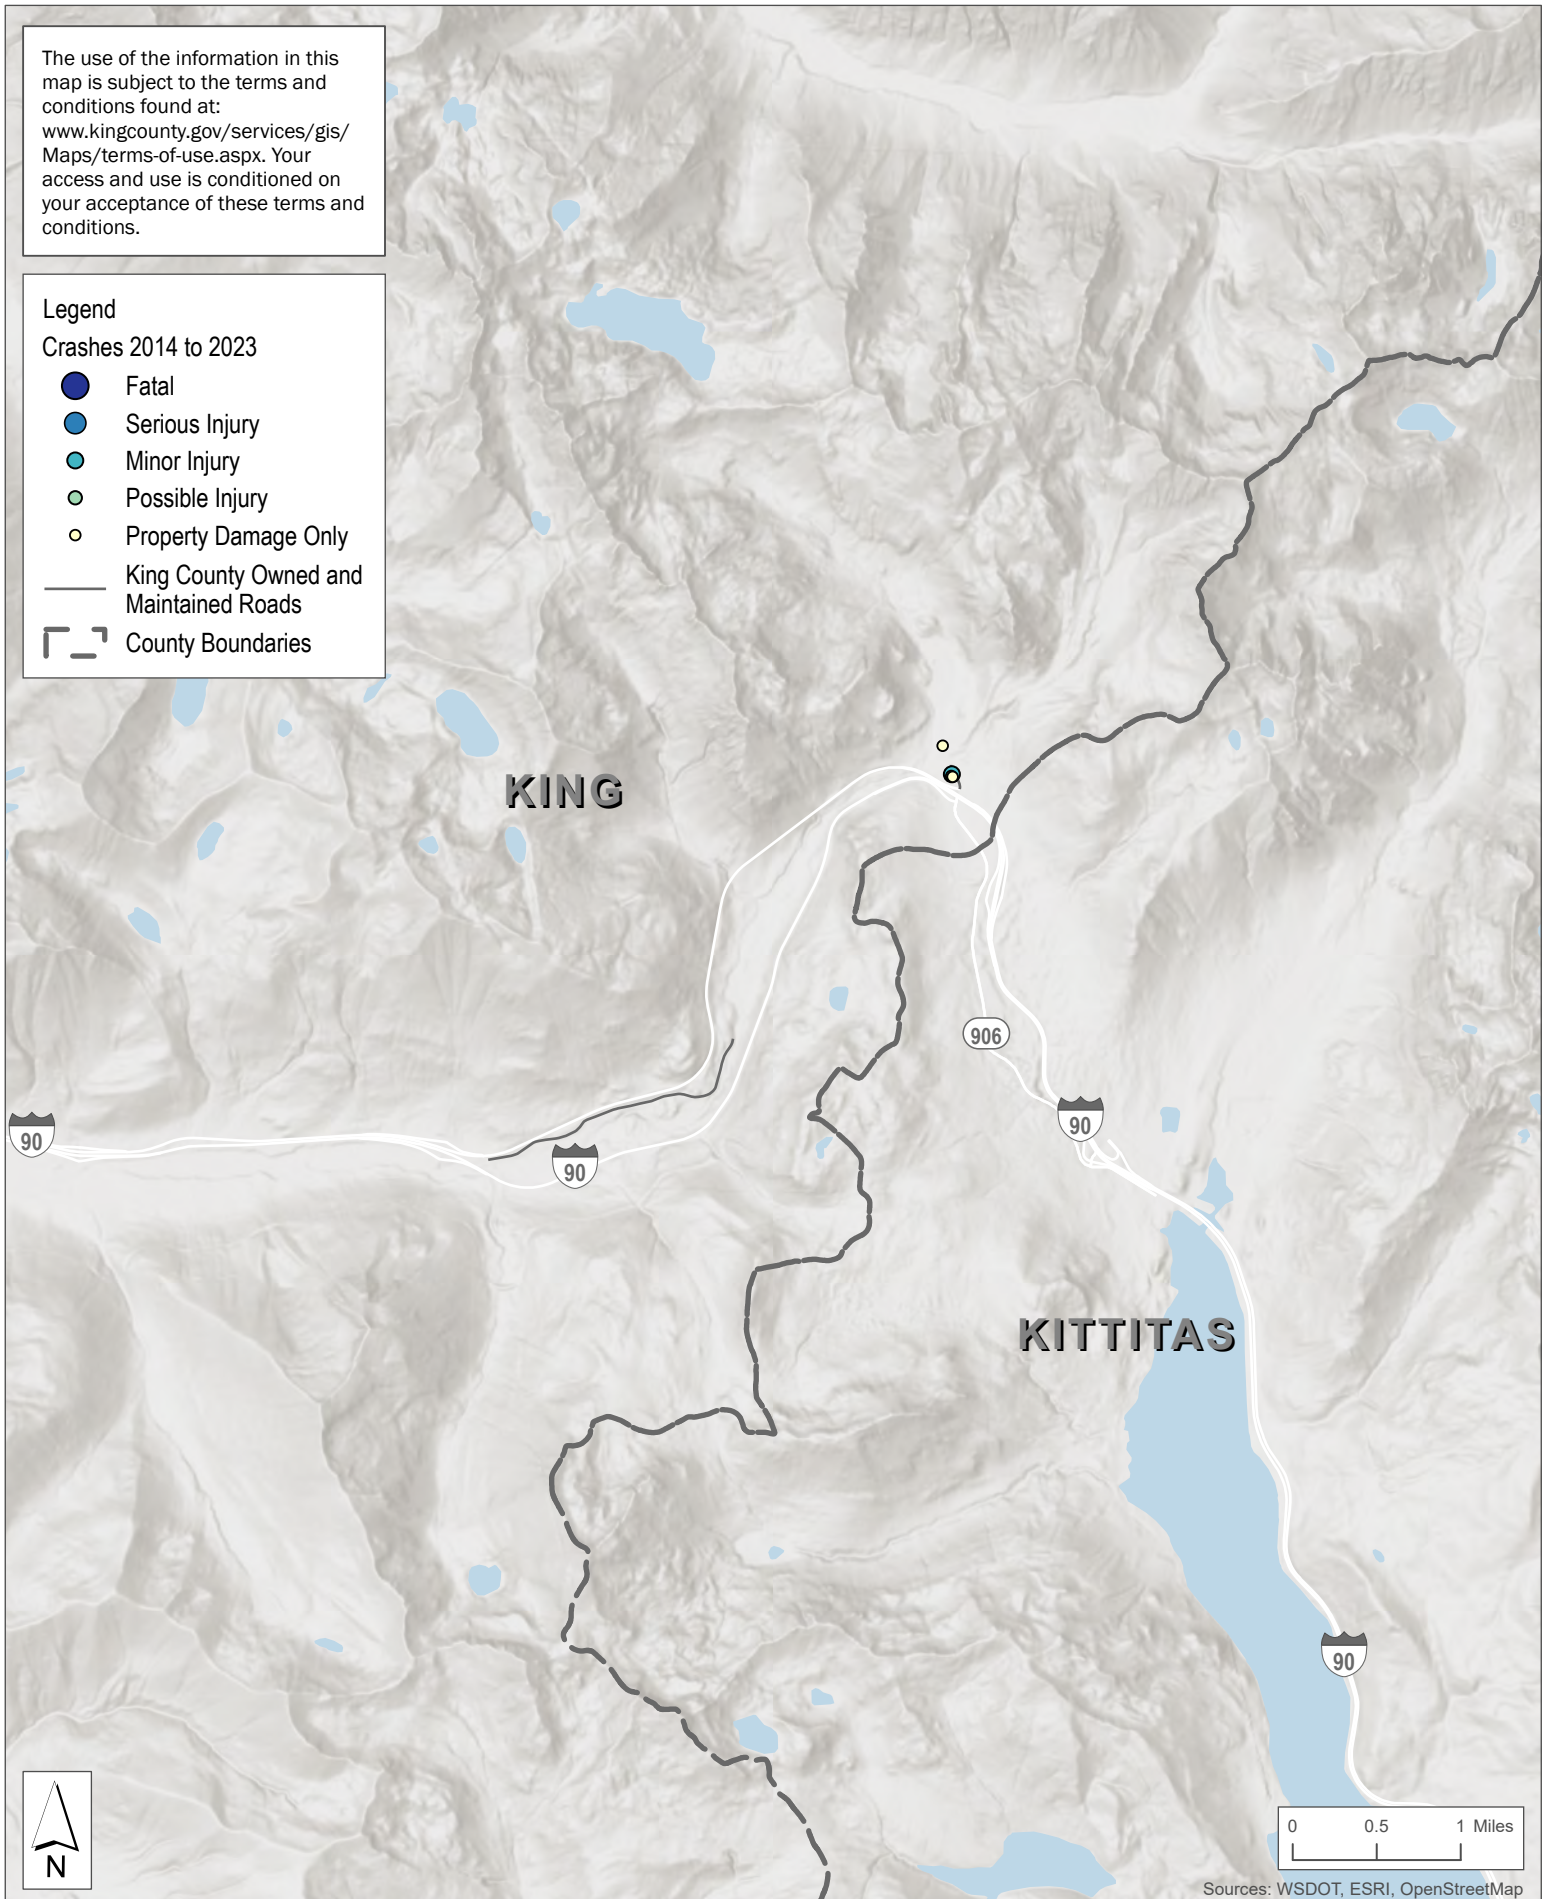 The use of the information in this
map is subject to the terms and
conditions found at:
www.kingcounty.gov/services/gis/
Maps/terms-of-use.aspx. Your
access and use is conditioned on
your acceptance of these terms and
conditions.
Legend
Crashes 2014 to 2023
Fatal
Serious Injury
Minor Injury
Possible Injury
Property Damage Only
King County Owned and
Maintained Roads
County Boundaries
KING
906
90
90
90
KITTITAS
90
N
0 0.5 1 Miles
Sources: WSDOT, ESRI, OpenStreetMap